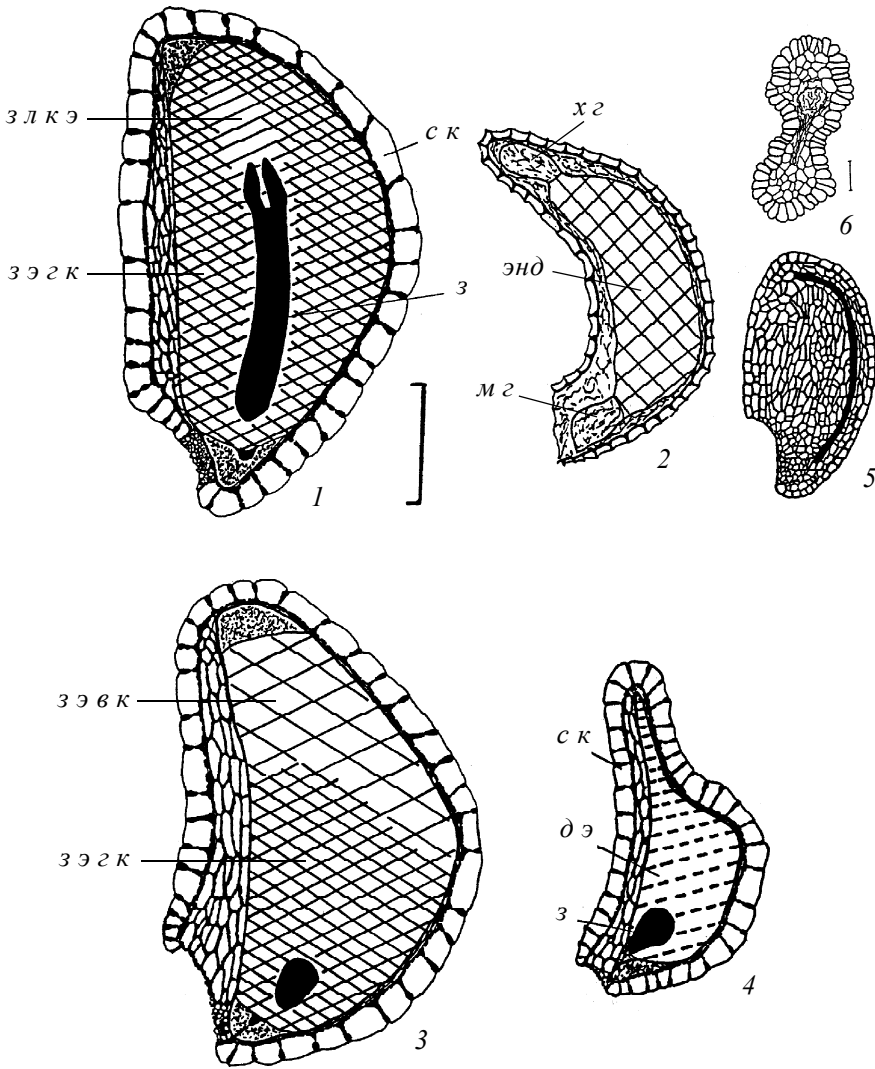 з л к э
с к
х г
6
з э г к
энд
з
2
м г
5
1
з э в к
с к
д э
з э г к
з
4
3